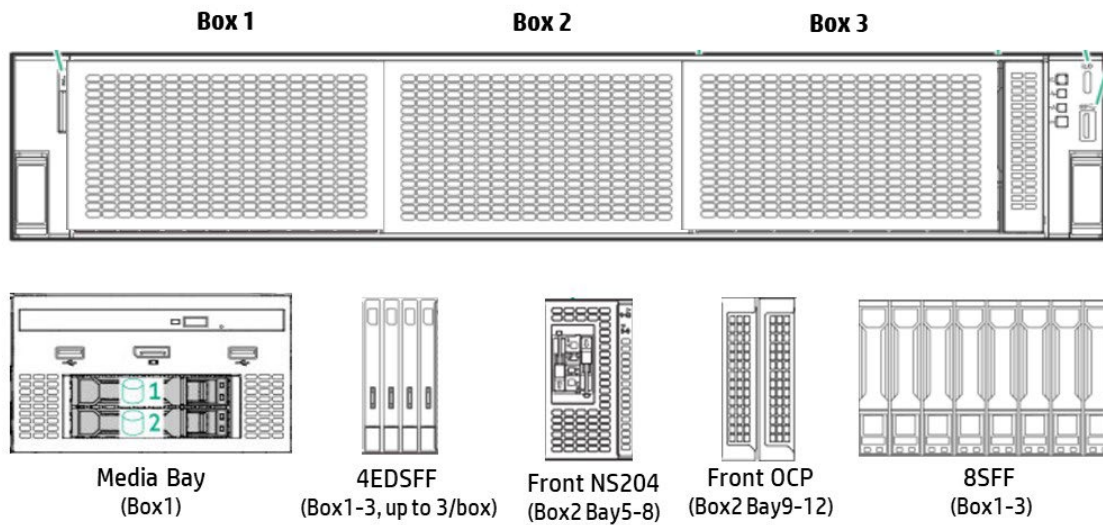 Box 1
Box 2
Box 3
1
2
Media Bay
(Box1)
4EDSFF
(Box1-3, up to 3/box)
Front NS204
(Box2 Bay5-8)
Front OCP
(Box2 Bay9-12)
8SFF
(Box1-3)